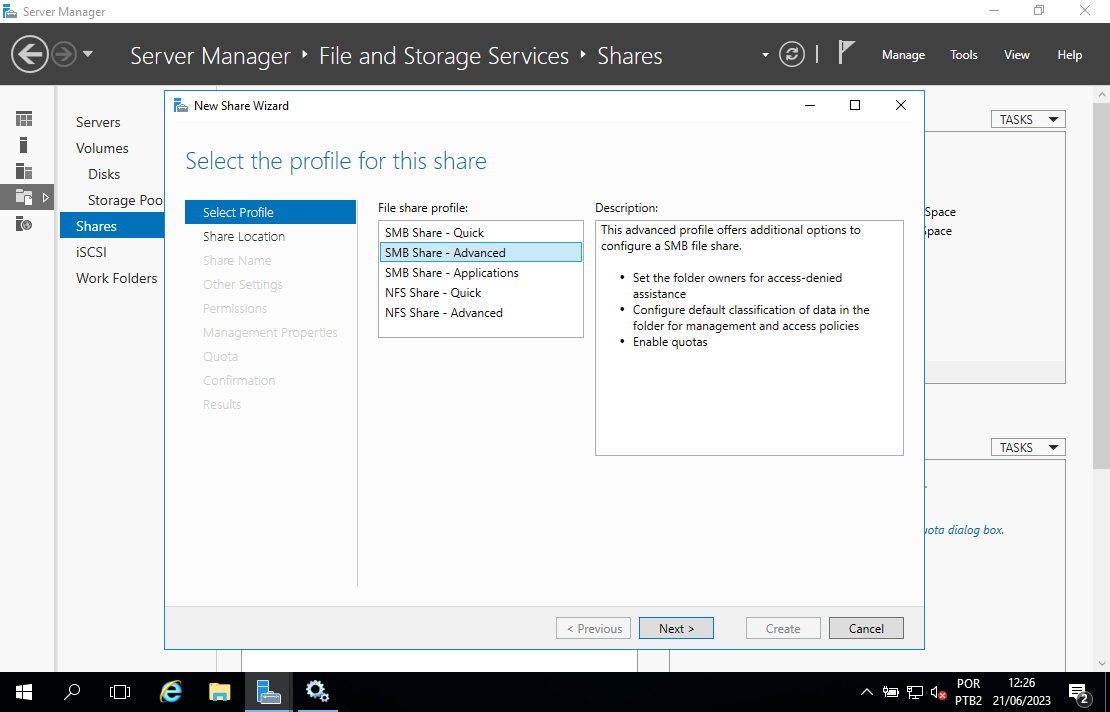 Server Manager
Server Manager ‣ File and Storage Services ‣ Shares
Manage Tools View Help
Servers
Volumes
Disks
Storage Poo
Shares
iSCSI
Work Folders
New Share Wizard
Select the profile for this share
Select Profile
Share Location
Share Name
Other Settings
Permissions
Management Properties
Quota
Confirmation
Results
File share profile:
SMB Share - Quick
SMB Share - Advanced
SMB Share - Applications
NFS Share - Quick
NFS Share - Advanced
Description:
This advanced profile offers additional options to
configure a SMB file share.
• Set the folder owners for access-denied
assistance
• Configure default classification of data in the
folder for management and access policies
• Enable quotas
< Previous Next > Create Cancel
TASKS
Space
pace
TASKS
uota dialog box.
POR
PTB2
12:26
21/06/2023
2